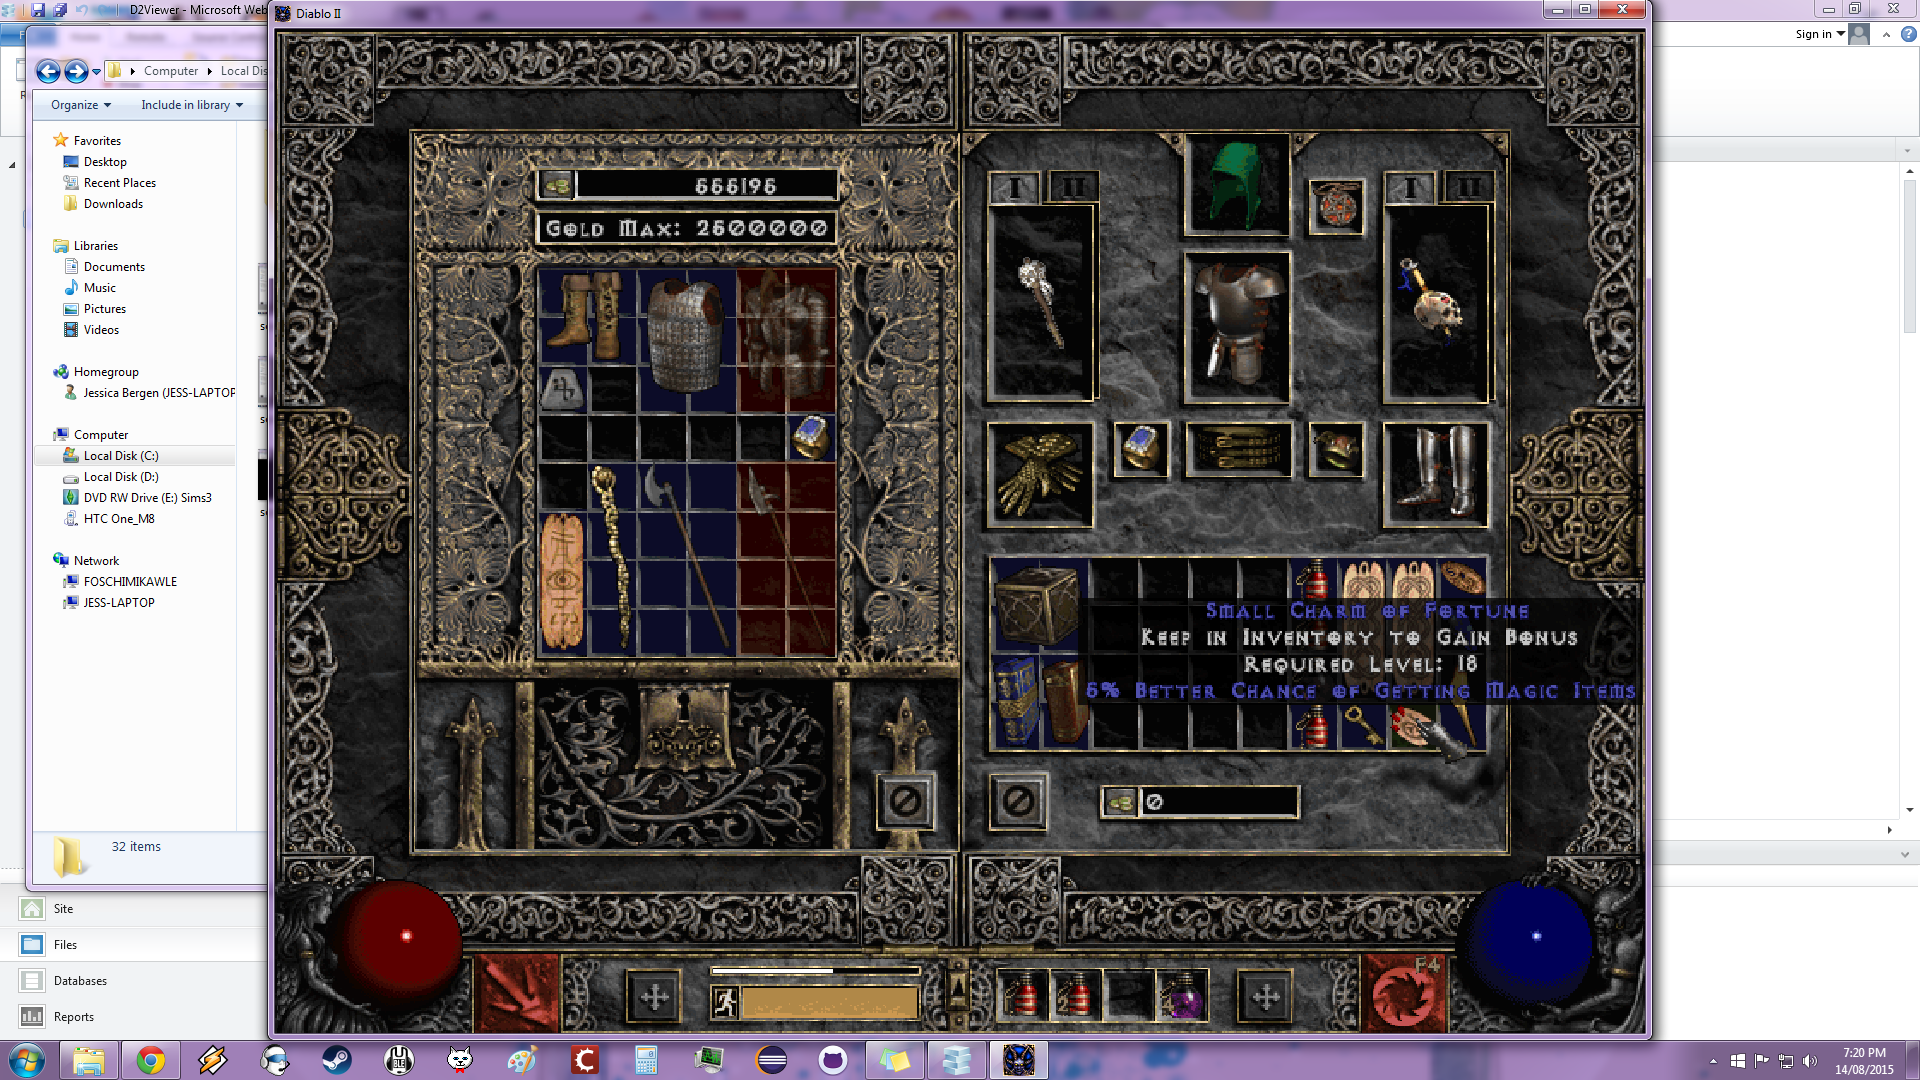 D2Viewer - Microsoft Web
Diablo II
Sign in
Computer
Local Dis
Organize
Include in library
Favorites
Desktop
Recent Places
Downloads
Libraries
Documents
Music
Pictures
Videos
Homegroup
Jessica Bergen (JESS-LAPTOP
Computer
Local Disk (C:)
Local Disk (D:)
DVD RW Drive (E:) Sims3
HTC One_M8
Network
FOSCHIMIKAWLE
JESS-LAPTOP
32 items
Site
Files
Databases
Reports
Gold Max: 2500000
I
II
I
II
Small Charm of Fortune
Keep in Inventory to Gain Bonus
Required Level: 18
Better Chance of Getting Magic Items
0
F4
7:20 PM
14/08/2015